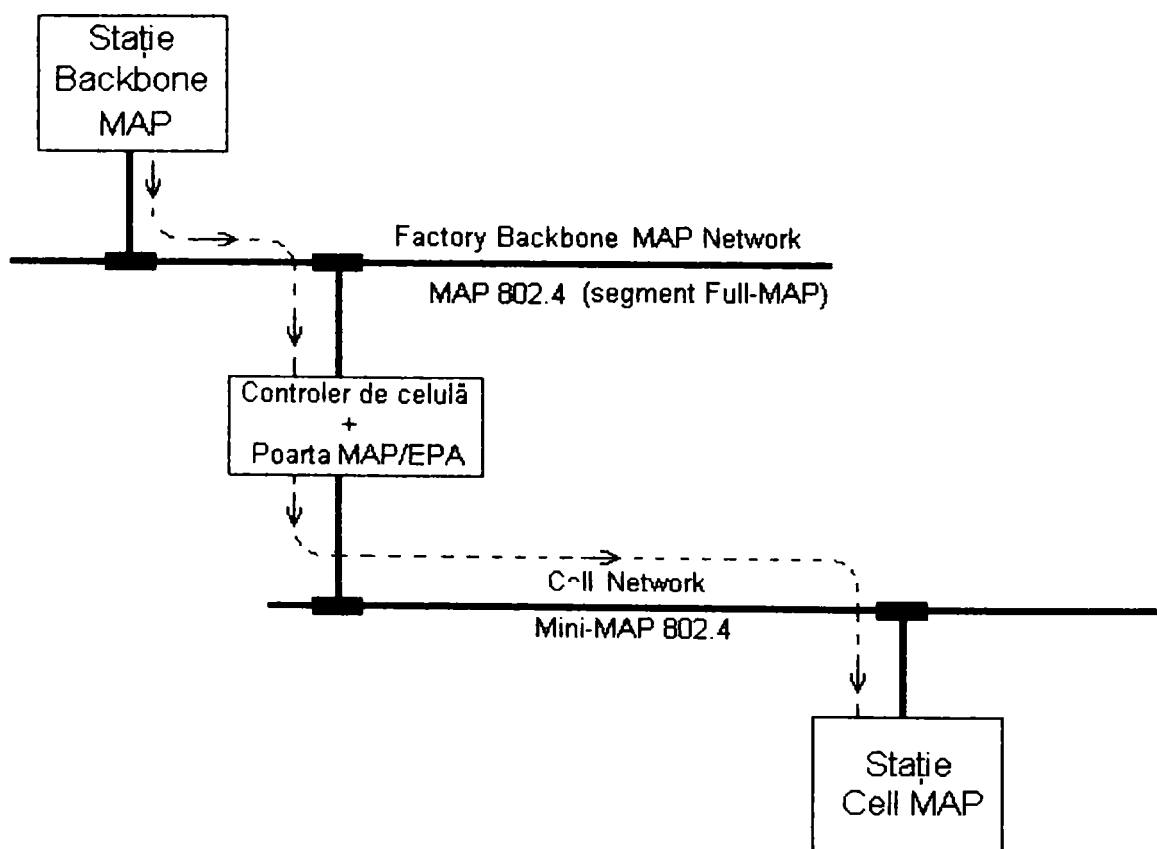 Stație
Backbone
MAP
Factory Backbone MAP Network
MAP 802.4 (segment Full-MAP)
Controler de celulă
+
Poarta MAP/EPA
Cell Network
Mini-MAP 802.4
Stație
Cell MAP